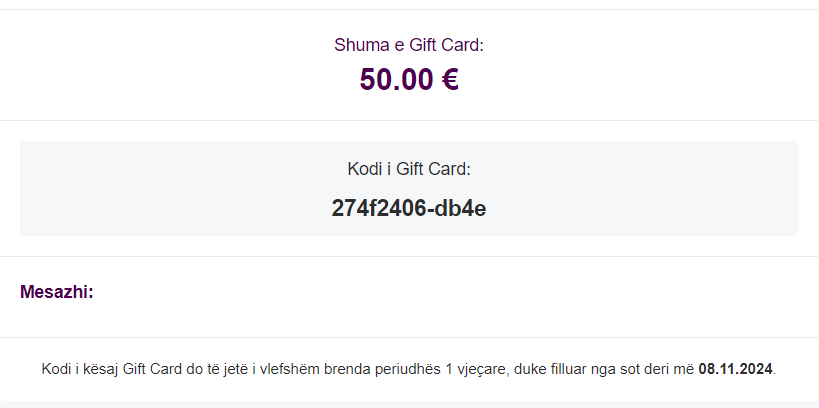 Shuma e Gift Card:
50.00 €
Kodi i Gift Card:
274f2406-db4e
Mesazhi:
Kodi i kësaj Gift Card do të jetë i vlefshëm brenda periudhës 1 vjeçare, duke filluar nga sot deri më 08.11.2024.